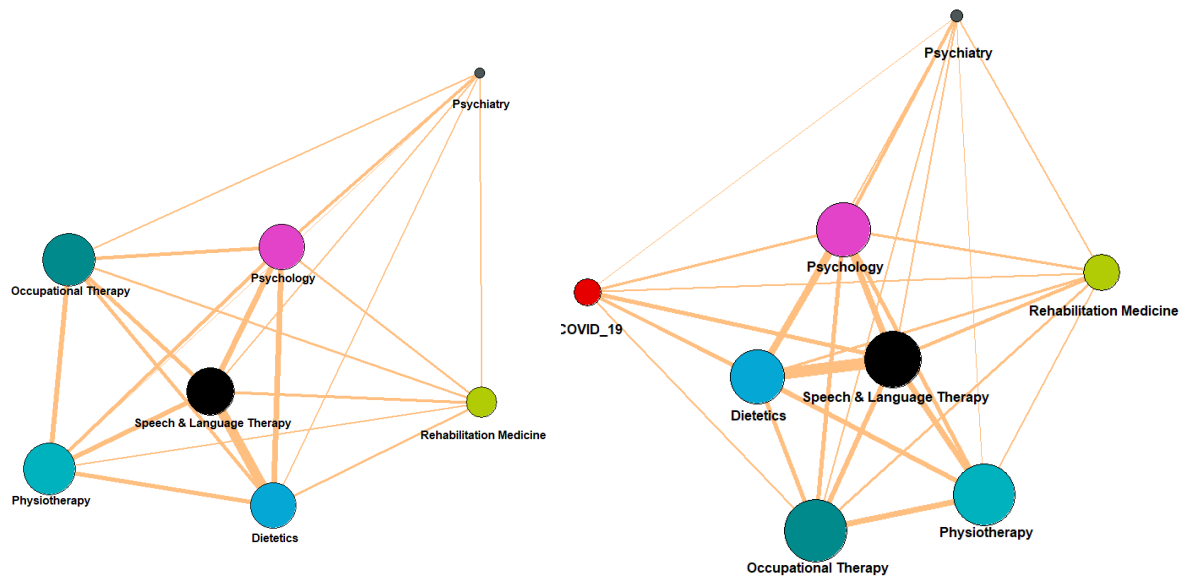 Psychiatry
Psychology
Occupational Therapy
Speech & Language Therapy
Rehabilitation Medicine
Physiotherapy
Dietetics
Psychiatry
Psychology
Rehabilitation Medicine
COVID_19
Speech & Language Therapy
Dietetics
Physiotherapy
Occupational Therapy